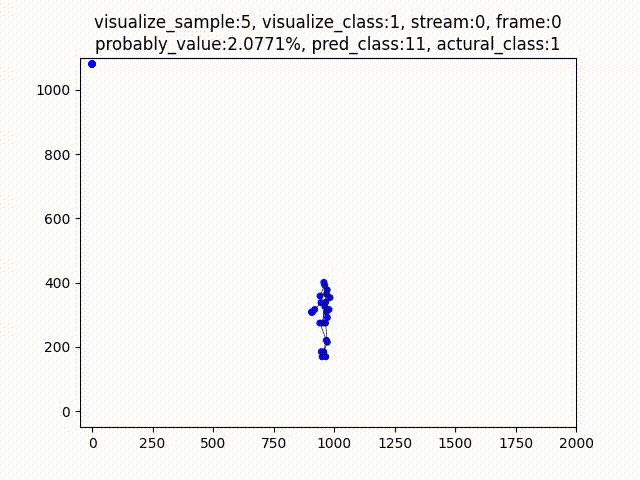 visualize_sample:5, visualize_class:1, stream:0, frame:0
probably_value:2.0771%, pred_class:11, actural_class:1
1000
800
600
400
200
0
0 250 500 750 1000 1250 1500 1750 2000